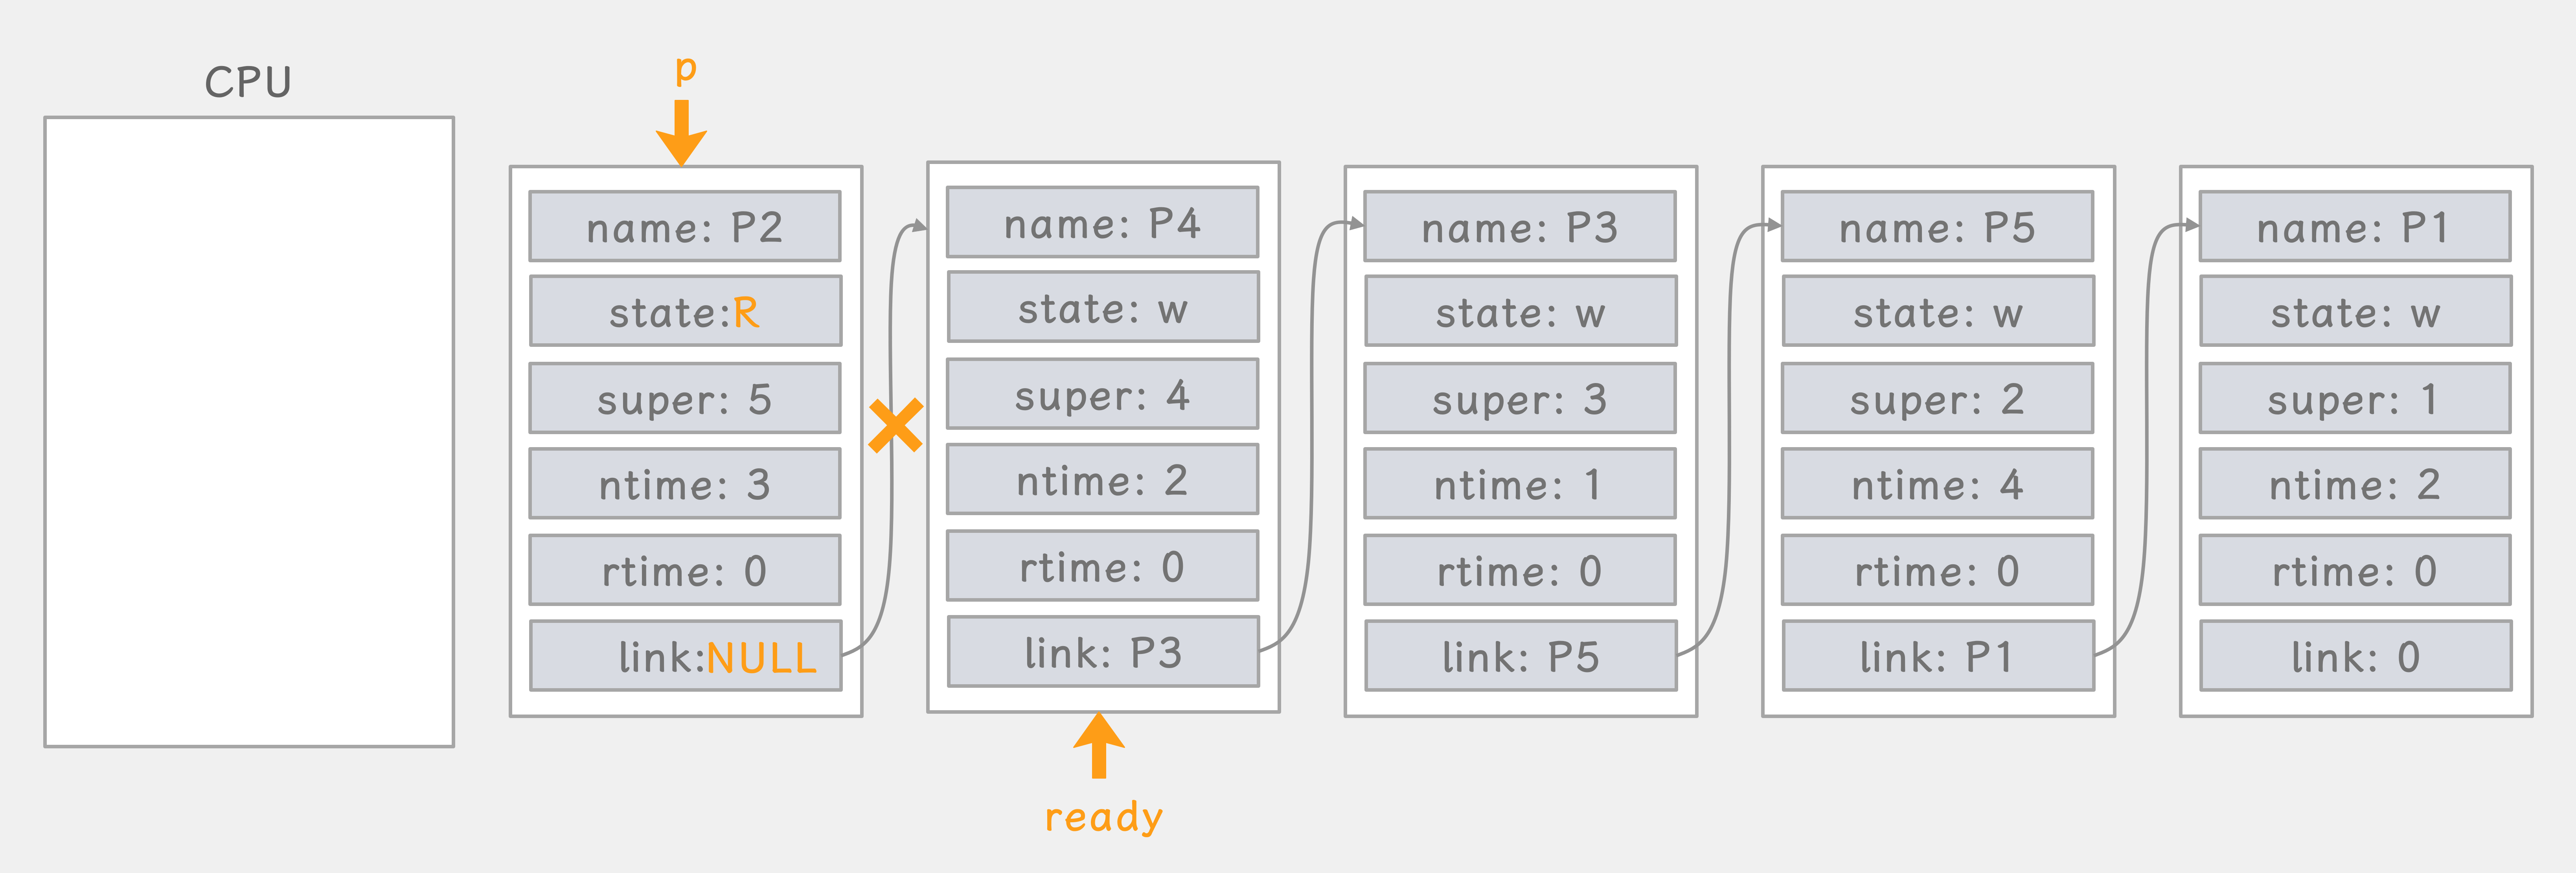 CPU
p
name: P2
state:R
super: 5
ntime: 3
rtime: 0
link:NULL
name: P4
state: w
super: 4
ntime: 2
rtime: 0
link: P3
ready
name: P3
state: w
super: 3
ntime: 1
rtime: 0
link: P5
name: P5
state: w
super: 2
ntime: 4
rtime: 0
link: P1
name: P1
state: w
super: 1
ntime: 2
rtime: 0
link: 0